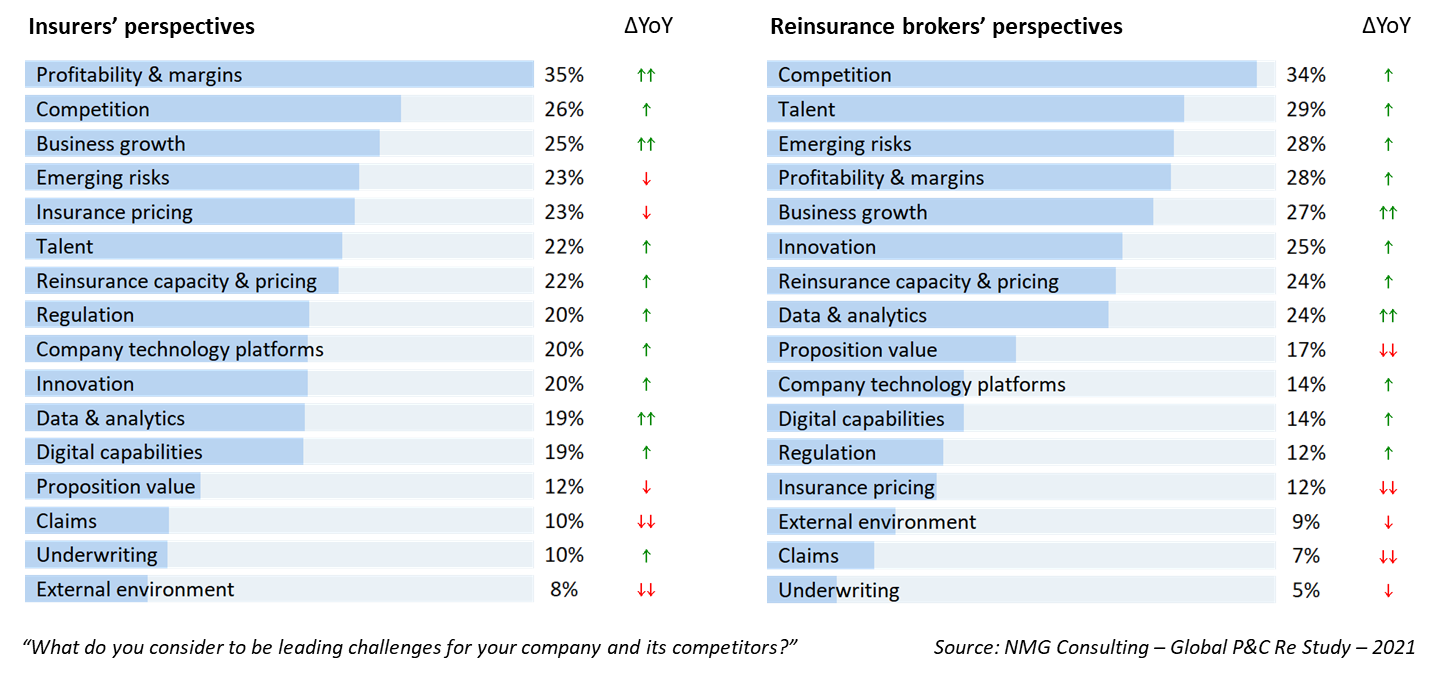 Insurers’ perspectives ΔYoY
Profitability & margins 35% ↑↑
Competition 26% ↑
Business growth 25% ↑↑
Emerging risks 23% ↓
Insurance pricing 23% ↓
Talent 22% ↑
Reinsurance capacity & pricing 22% ↑
Regulation 20% ↑
Company technology platforms 20% ↑
Innovation 20% ↑
Data & analytics 19% ↑↑
Digital capabilities 19% ↑
Proposition value 12% ↓
Claims 10% ↓↓
Underwriting 10% ↑
External environment 8% ↓↓
Reinsurance brokers’ perspectives ΔYoY
Competition 34% ↑
Talent 29% ↑
Emerging risks 28% ↑
Profitability & margins 28% ↑
Business growth 27% ↑↑
Innovation 25% ↑
Reinsurance capacity & pricing 24% ↑
Data & analytics 24% ↑↑
Proposition value 17% ↓↓
Company technology platforms 14% ↑
Digital capabilities 14% ↑
Regulation 12% ↑
Insurance pricing 12% ↓↓
External environment 9% ↓
Claims 7% ↓↓
Underwriting 5% ↓
“What do you consider to be leading challenges for your company and its competitors?”
Source: NMG Consulting – Global P&C Re Study – 2021